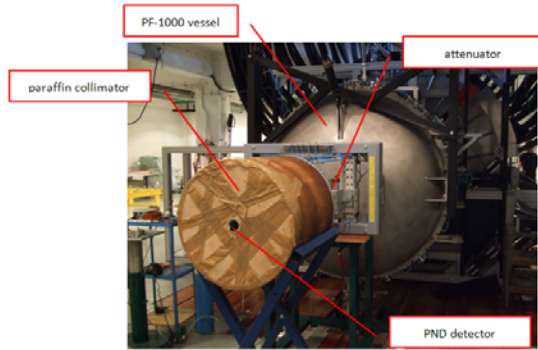 PF-1000 vessel
attenuator
paraffin collimator
PND detector